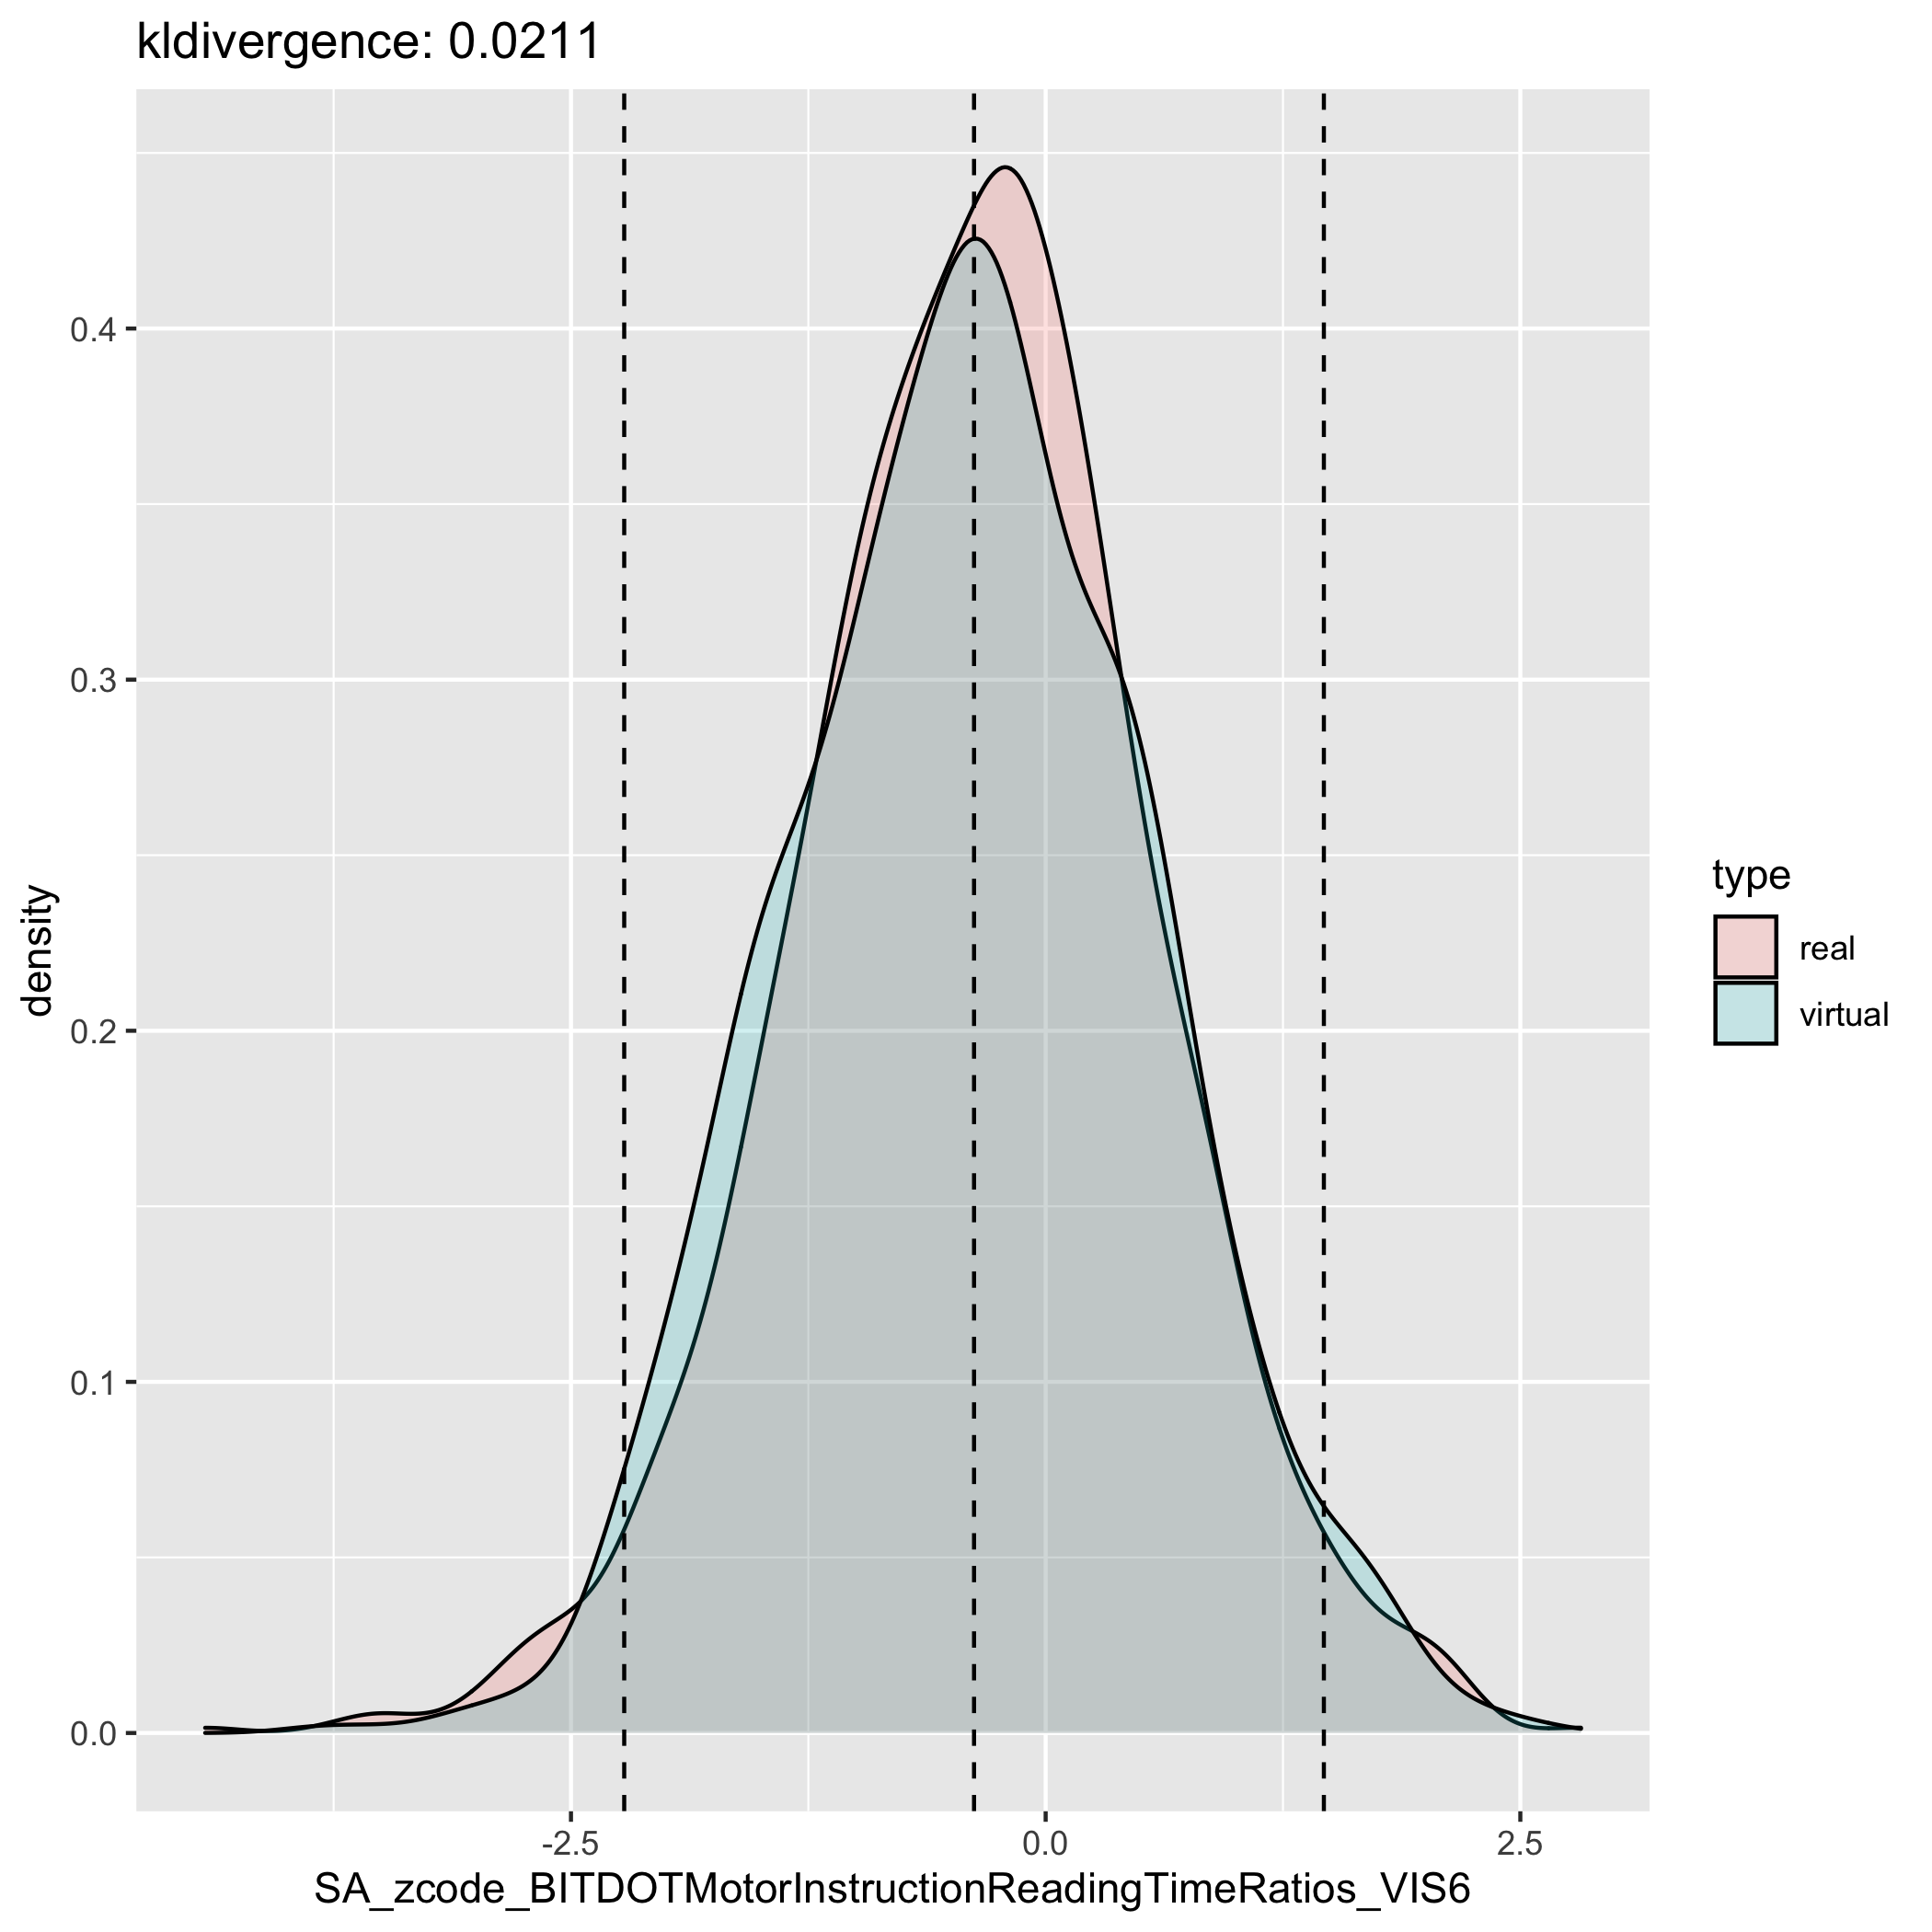 kldivergence: 0.0211
0.4
0.3
0.2
0.1
0.0
density
-2.5 0.0 2.5
SA_zcode_BITDOTMotorInstructionReadingTimeRatios_VIS6
type
real
virtual